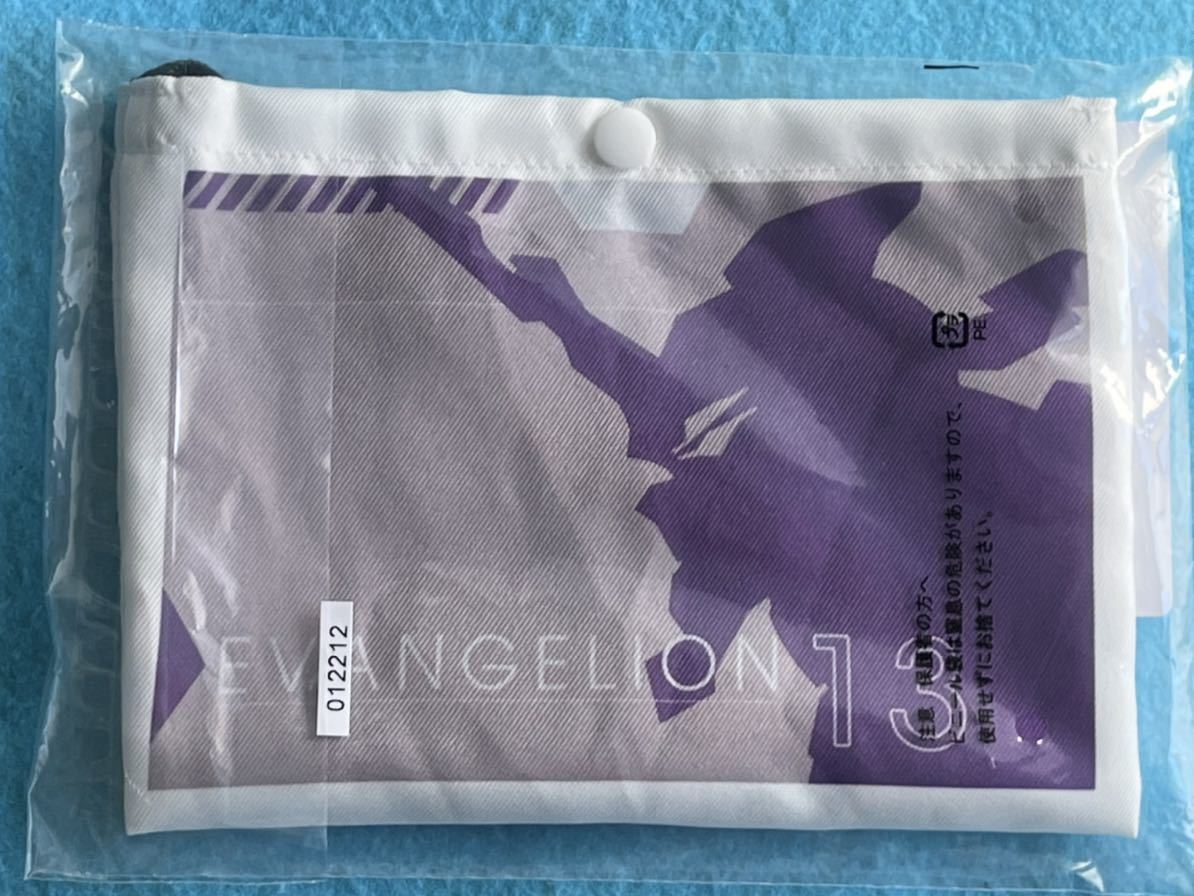 EVANGELION 13
012212
プラ
PE
注意 保護者の方へ
ビニール袋は窒息の危険がありますので、
使用せずにお捨てください。